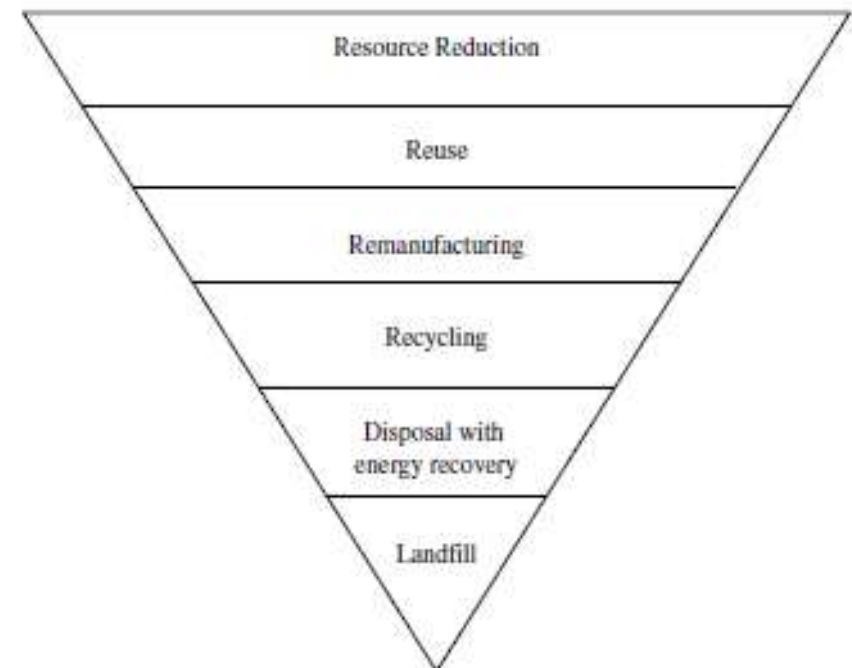 Resource Reduction
Reuse
Remanufacturing
Recycling
Disposal with
energy recovery
Landfill